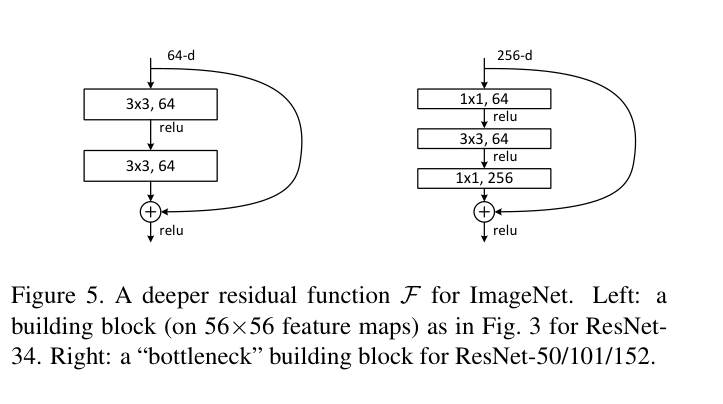 64-d
3x3, 64
relu
3x3, 64
+
relu
256-d
1x1, 64
relu
3x3, 64
relu
1x1, 256
+
relu
Figure 5. A deeper residual function F for ImageNet. Left: a
building block (on 56×56 feature maps) as in Fig. 3 for ResNet-
34. Right: a “bottleneck” building block for ResNet-50/101/152.